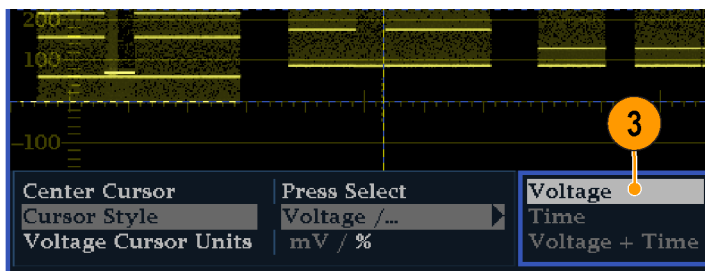 200
100
-100
3
Center Cursor
Press Select
Voltage
Cursor Style
Voltage /...
Time
Voltage Cursor Units
mV / %
Voltage + Time